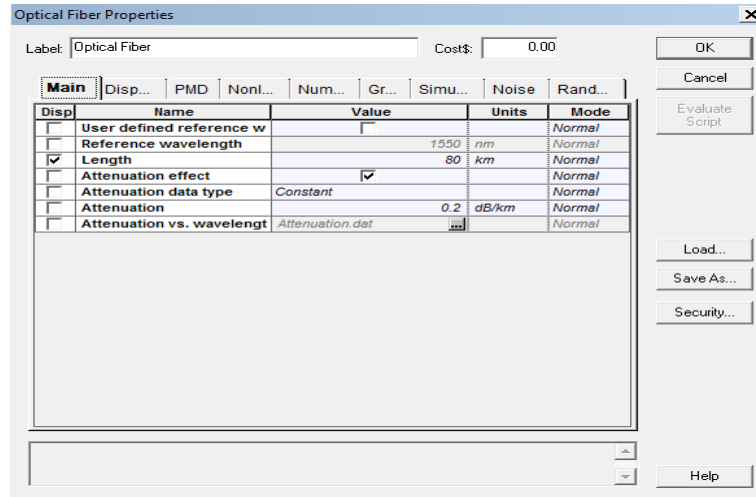 Optical Fiber Properties
Label: Optical Fiber Cost$: 0.00 OK
Cancel
Main Disp... PMD Nonl... Num... Gr... Simu... Noise Rand...
Evaluate
Script
Disp Name Value Units Mode
User defined reference w Normal
Reference wavelength 1550 nm Normal
Length 80 km Normal
Attenuation effect Normal
Attenuation data type Constant Normal
Attenuation 0.2 dB/km Normal
Attenuation vs. wavelengt Attenuation.dat ... Normal
Load...
Save As...
Security...
Help